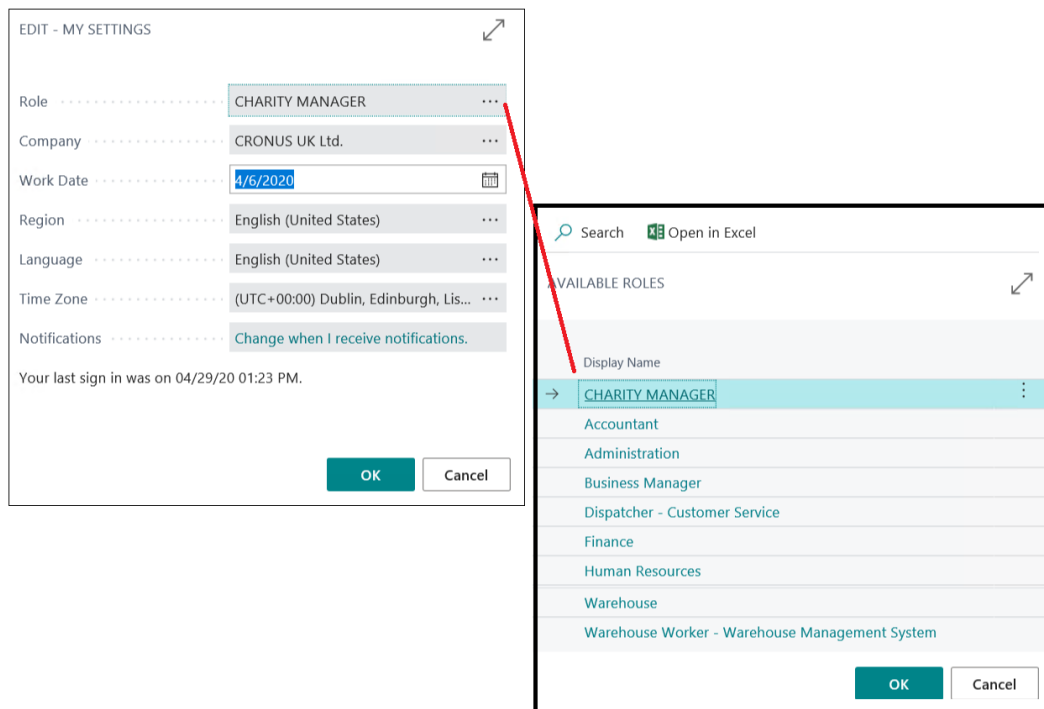 EDIT - MY SETTINGS
Role CHARITY MANAGER ...
Company CRONUS UK Ltd. ...
Work Date 4/6/2020
Region English (United States) ...
Language English (United States) ...
Time Zone (UTC+00:00) Dublin, Edinburgh, Lis... ...
Notifications Change when I receive notifications.
Your last sign in was on 04/29/20 01:23 PM.
OK Cancel
Search Open in Excel
AVAILABLE ROLES
Display Name
CHARITY MANAGER
Accountant
Administration
Business Manager
Dispatcher - Customer Service
Finance
Human Resources
Warehouse
Warehouse Worker - Warehouse Management System
OK Cancel